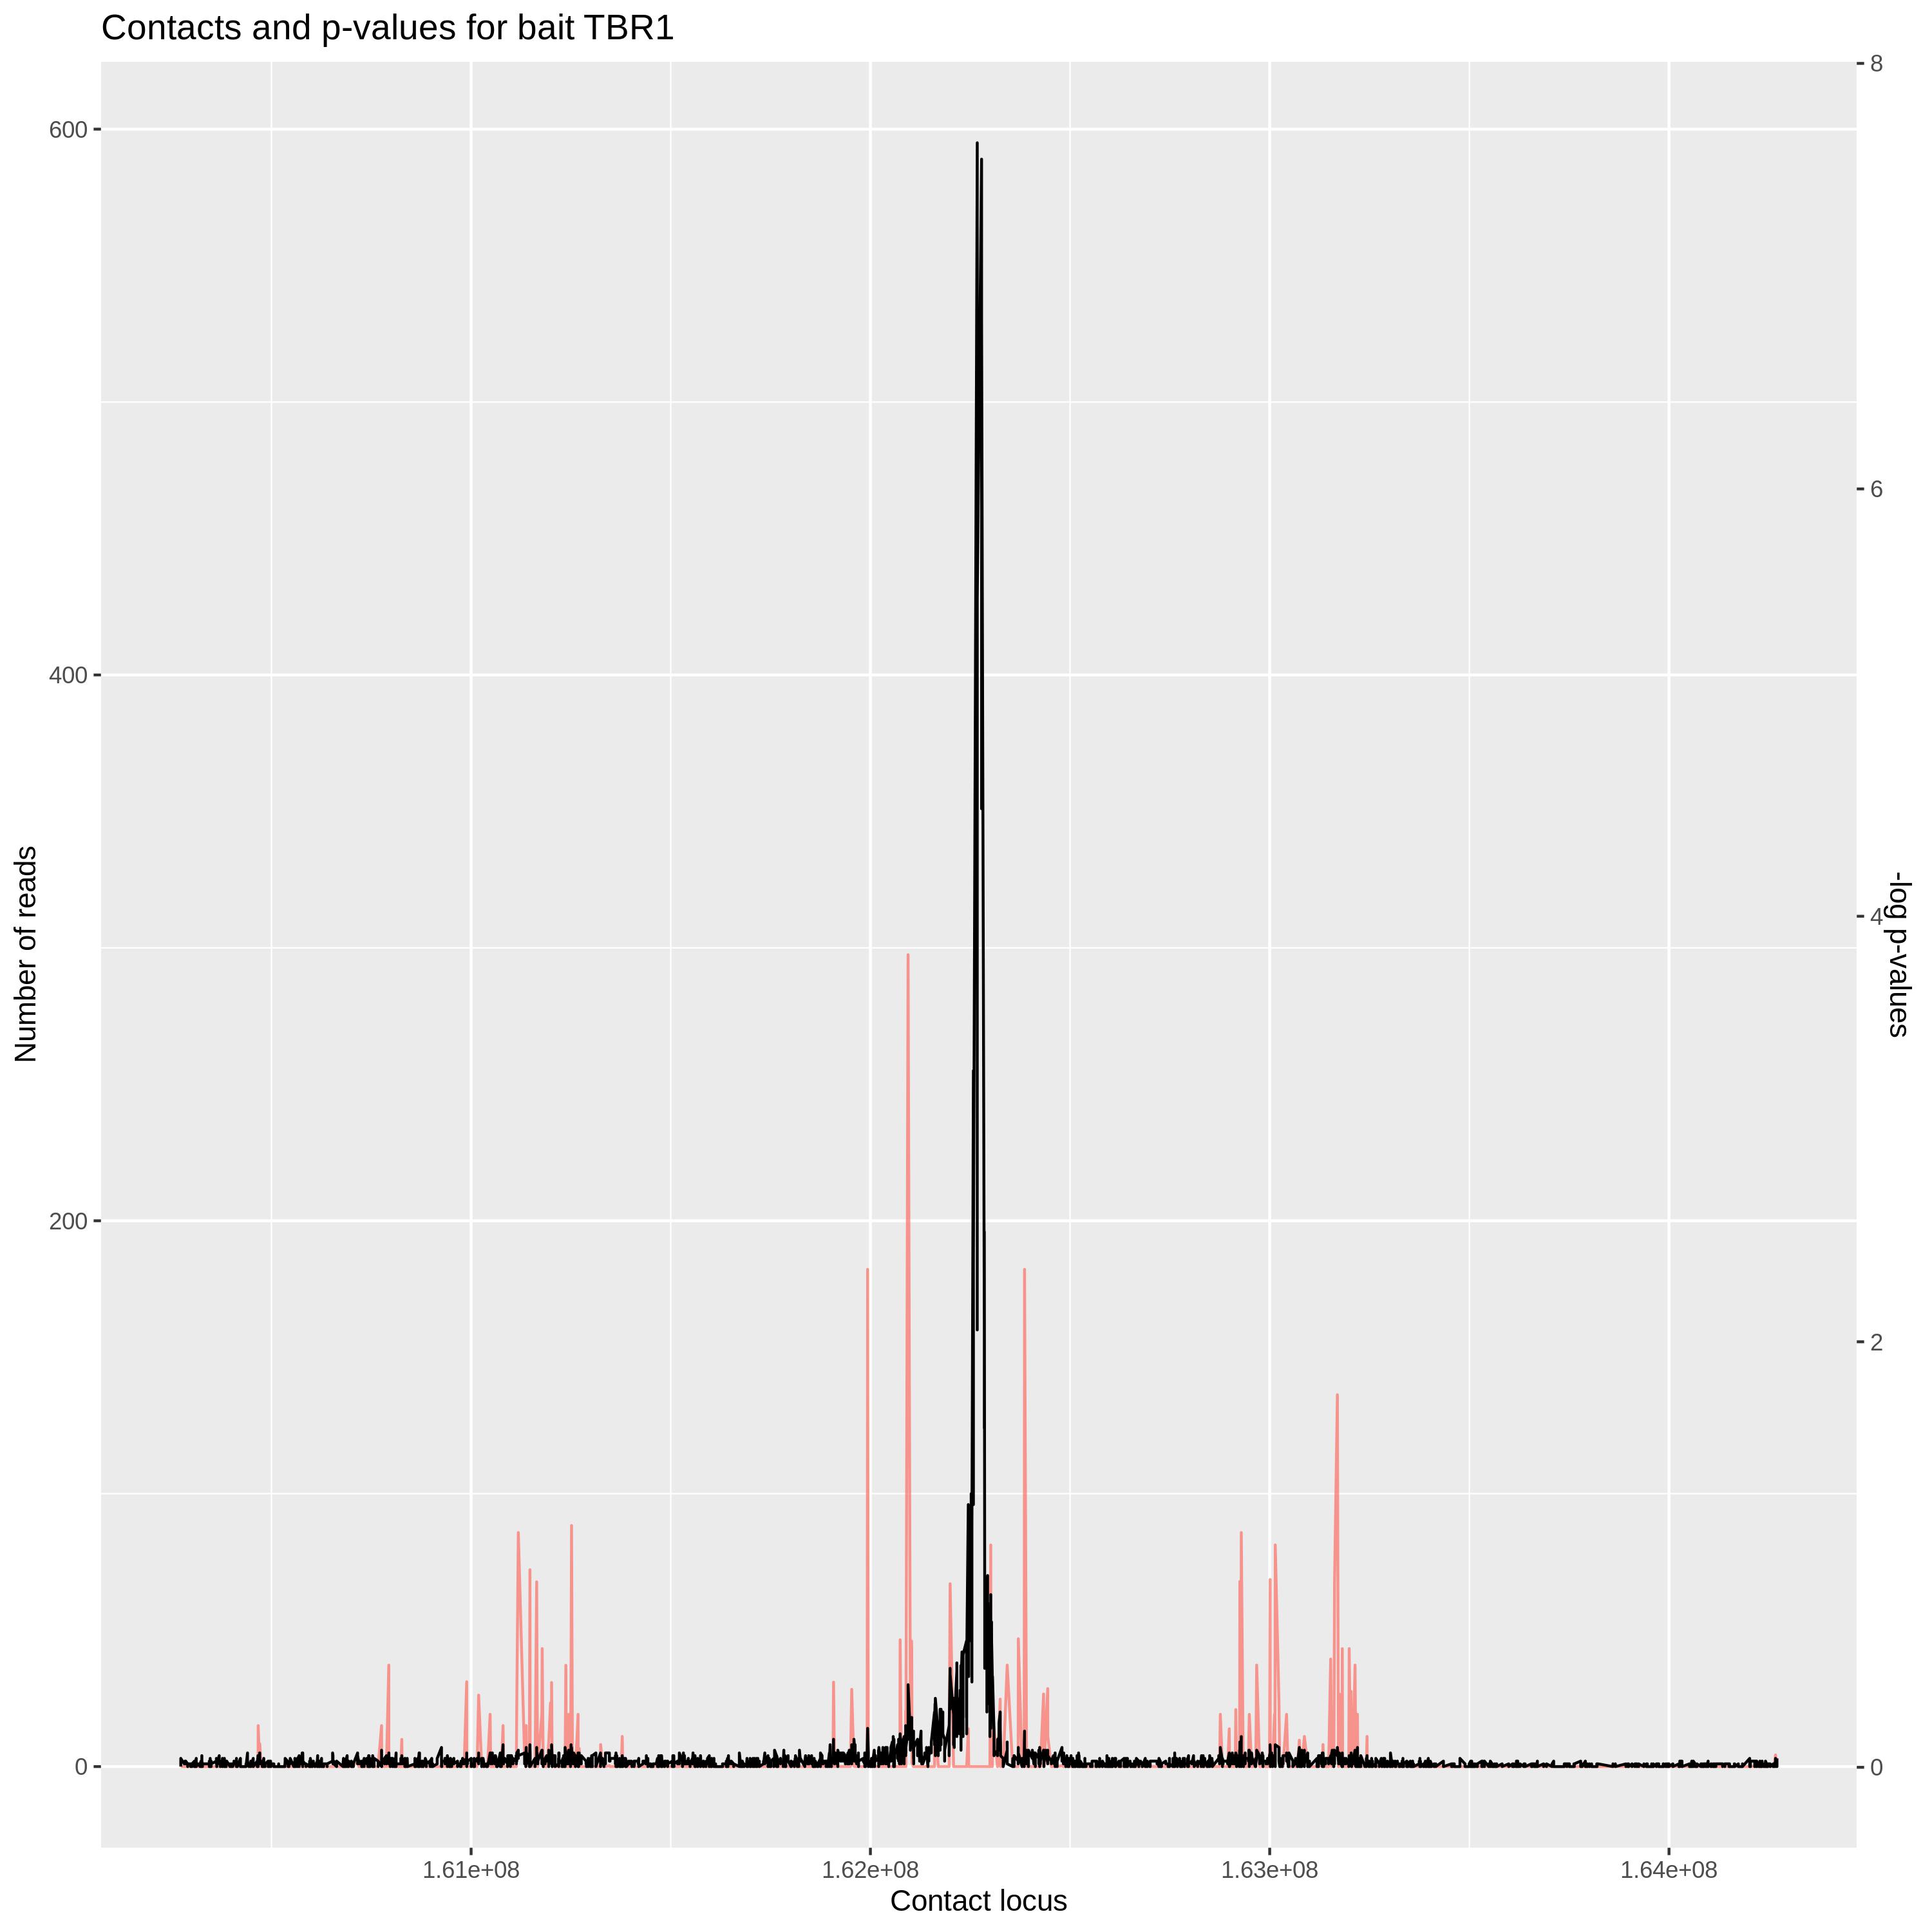 Contacts and p-values for bait TBR1
8
600
6
400
4
Number of reads
-log p-values
200
2
0
0
1.61e+08
1.62e+08
1.63e+08
1.64e+08
Contact locus